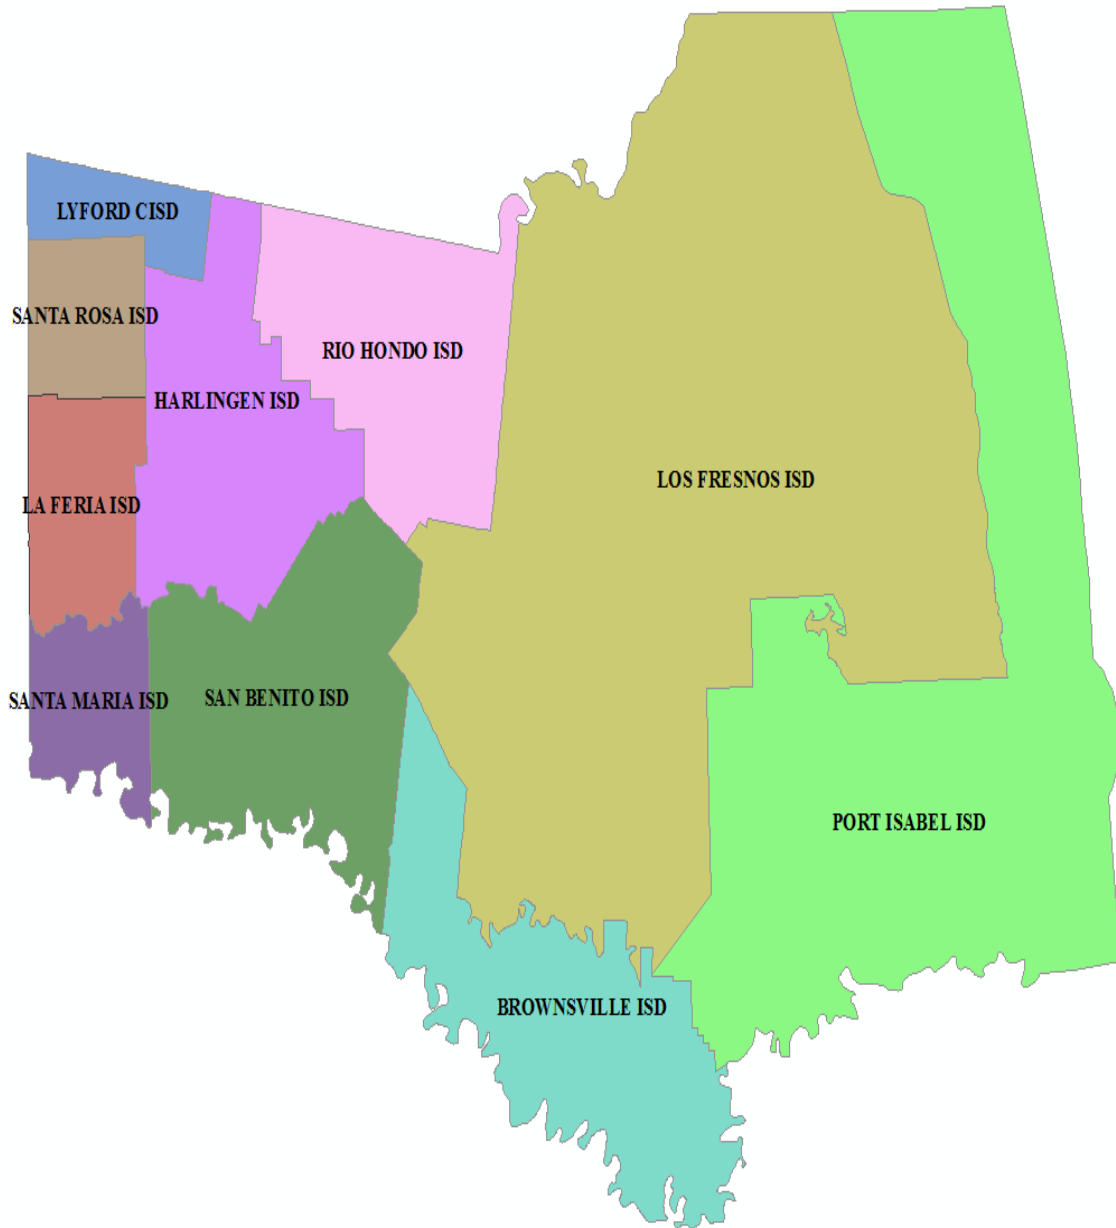 LYFORD CISD
SANTA ROSA ISD
RIO HONDO ISD
HARLINGEN ISD
LOS FRESNOS ISD
LA FERIA ISD
SANTA MARIA ISD
SAN BENITO ISD
PORT ISABEL ISD
BROWNSVILLE ISD